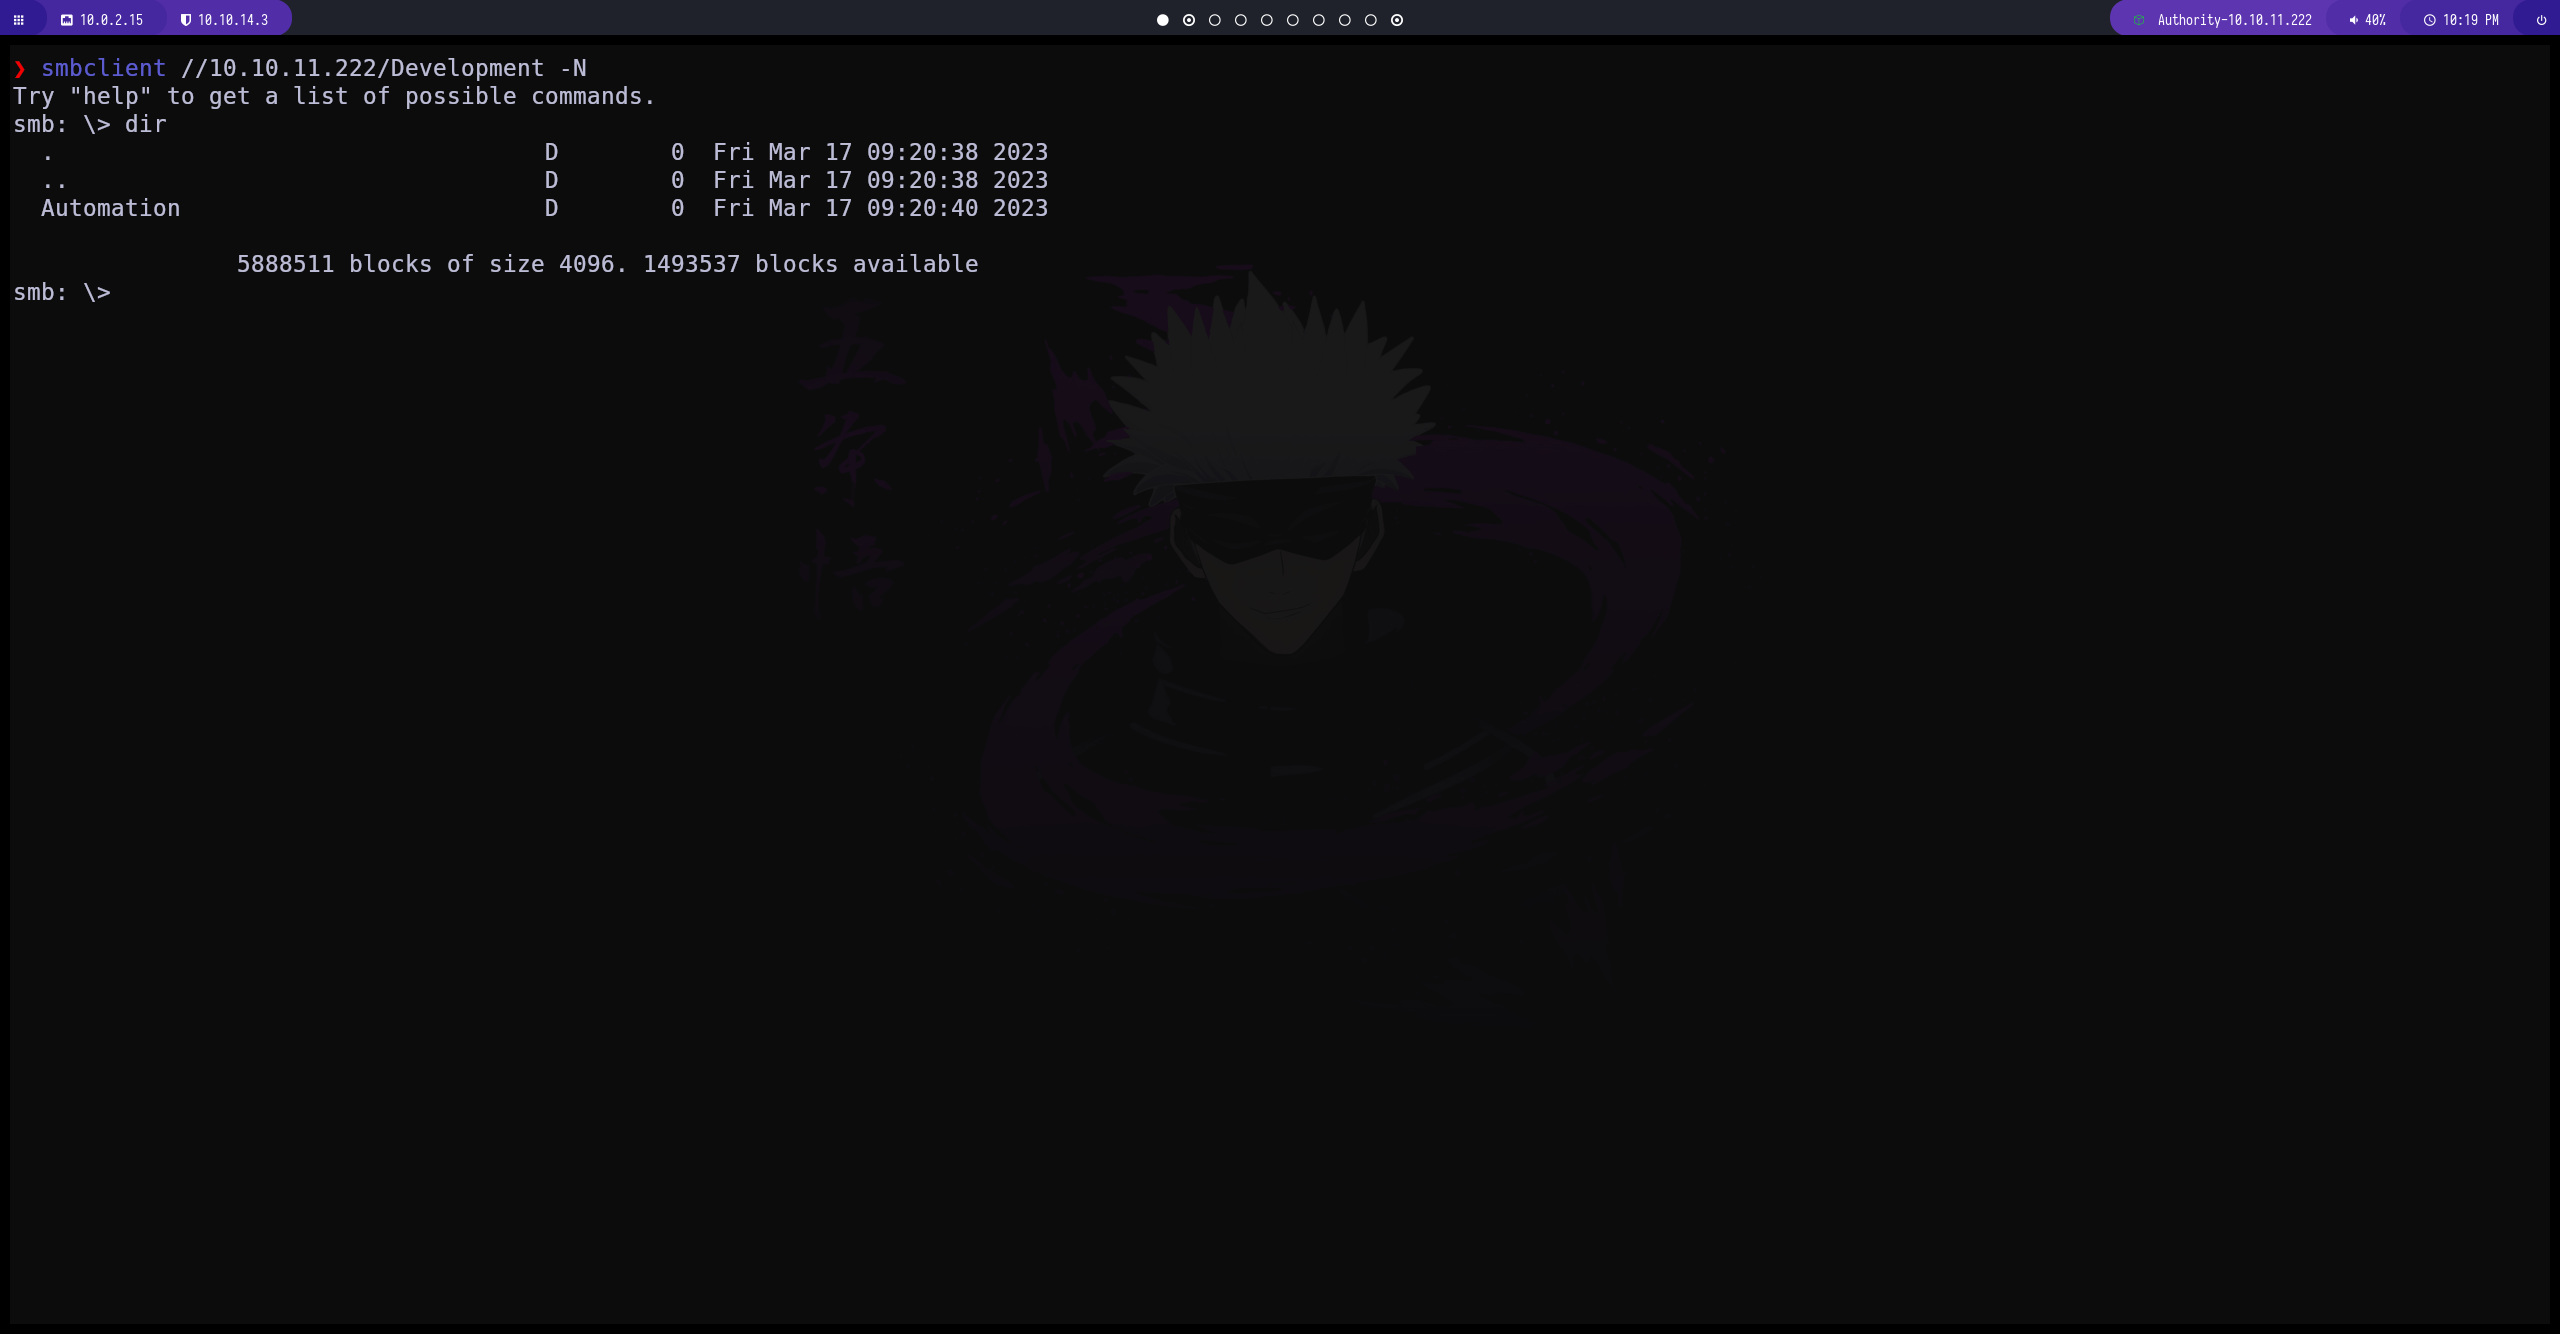 10.0.2.15 10.10.14.3 Authority-10.10.11.222 40% 10:19 PM
❯ smbclient //10.10.11.222/Development -N
Try "help" to get a list of possible commands.
smb: \> dir
  .                                   D        0  Fri Mar 17 09:20:38 2023
  ..                                  D        0  Fri Mar 17 09:20:38 2023
  Automation                          D        0  Fri Mar 17 09:20:40 2023
                5888511 blocks of size 4096. 1493537 blocks available
smb: \>
五
条
悟